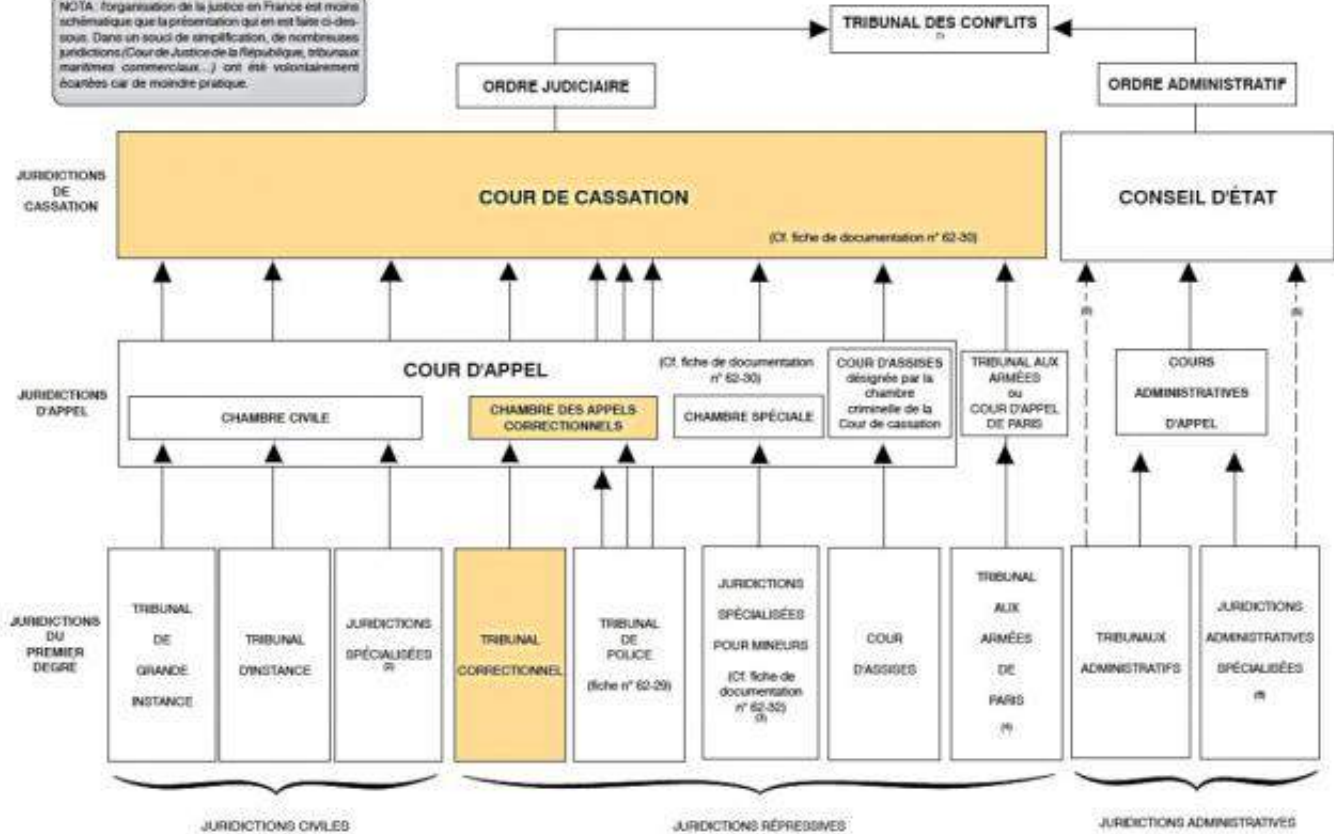 NOTA : l'organisation de la justice en France est moins
schématique que la présentation qui en est faite ci-des-
sous. Dans un souci de simplification, de nombreuses
juridictions (Cour de Justice de la République, tribunaux
maritimes commerciaux...) ont été volontairement
écartées car de moindre pratique.
TRIBUNAL DES CONFLITS
(1)
ORDRE JUDICIAIRE
ORDRE ADMINISTRATIF
JURIDICTIONS
DE
CASSATION
COUR DE CASSATION
(Cf. fiche de documentation n° 62-30)
CONSEIL D'ÉTAT
JURIDICTIONS
D'APPEL
COUR D'APPEL
(Cf. fiche de documentation
n° 62-30)
CHAMBRE CIVILE
CHAMBRE DES APPELS
CORRECTIONNELS
CHAMBRE SPÉCIALE
COUR D'ASSISES
désignée par la
chambre
criminelle de la
Cour de cassation
TRIBUNAL AUX
ARMÉES
ou
COUR D'APPEL
DE PARIS
COURS
ADMINISTRATIVES
D'APPEL
JURIDICTIONS
DU
PREMIER
DEGRE
TRIBUNAL
DE
GRANDE
INSTANCE
TRIBUNAL
D'INSTANCE
JURIDICTIONS
SPÉCIALISÉES
(2)
TRIBUNAL
CORRECTIONNEL
TRIBUNAL
DE
POLICE
(fiche n° 62-29)
JURIDICTIONS
SPÉCIALISÉES
POUR MINEURS
(Cf. fiche de
documentation
n° 62-32)
(3)
COUR
D'ASSISES
TRIBUNAL
AUX
ARMÉES
DE
PARIS
(4)
TRIBUNAUX
ADMINISTRATIFS
JURIDICTIONS
ADMINISTRATIVES
SPÉCIALISÉES
JURIDICTIONS CIVILES
JURIDICTIONS RÉPRESSIVES
JURIDICTIONS ADMINISTRATIVES